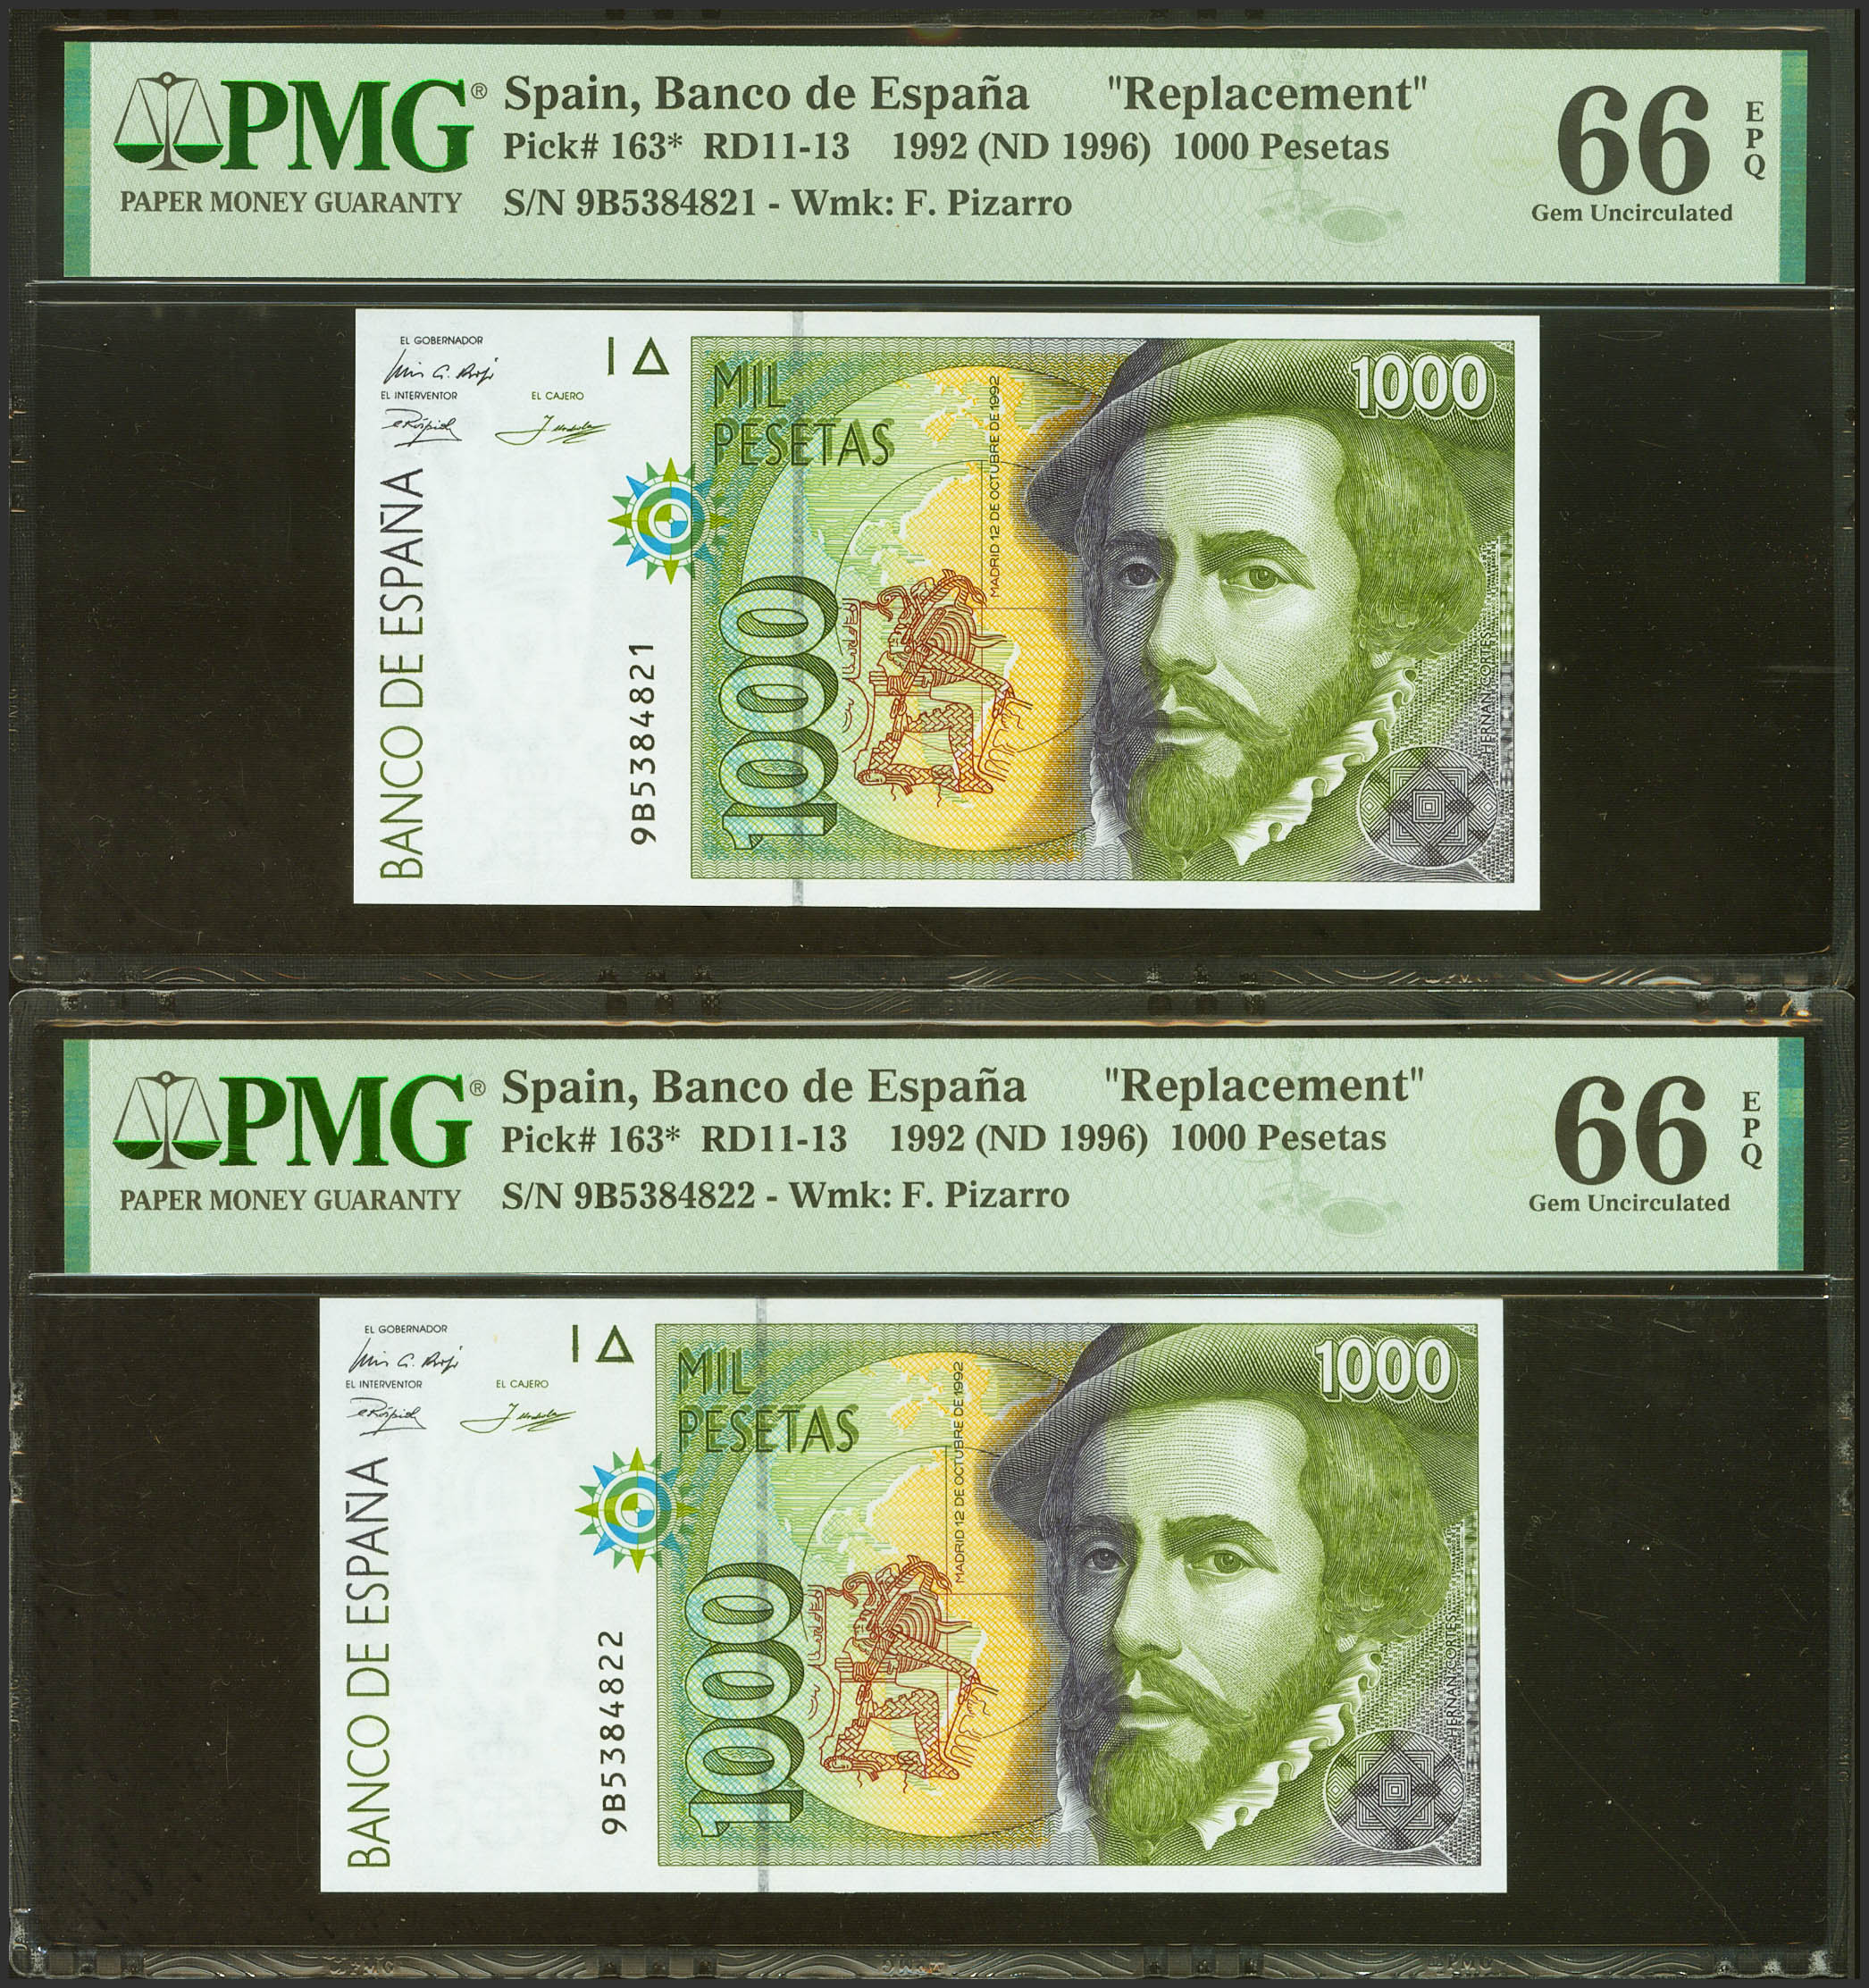 PMG®
PAPER MONEY GUARANTY
Spain, Banco de España "Replacement"
Pick# 163* RD11-13 1992 (ND 1996) 1000 Pesetas
S/N 9B5384821 - Wmk: F. Pizarro
66
EPQ
Gem Uncirculated
EL GOBERNADOR
EL INTERVENTOR
EL CAJERO
BANCO DE ESPAÑA
9B5384821
MIL
PESETAS
1000
MADRID 12 DE OCTUBRE DE 1992
1000
HERNAN CORTES
PMG®
PAPER MONEY GUARANTY
Spain, Banco de España "Replacement"
Pick# 163* RD11-13 1992 (ND 1996) 1000 Pesetas
S/N 9B5384822 - Wmk: F. Pizarro
66
EPQ
Gem Uncirculated
EL GOBERNADOR
EL INTERVENTOR
EL CAJERO
BANCO DE ESPAÑA
9B5384822
MIL
PESETAS
1000
MADRID 12 DE OCTUBRE DE 1992
1000
HERNAN CORTES